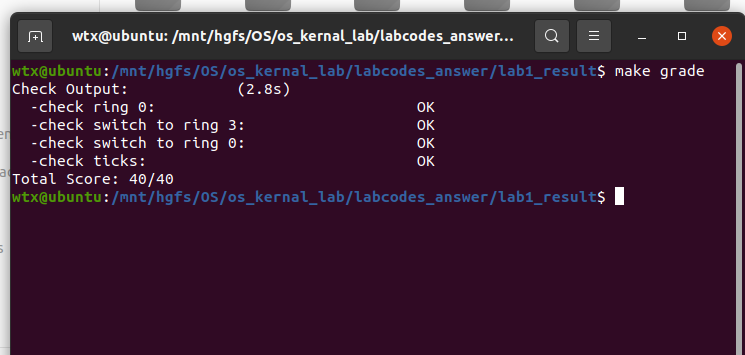 wtx@ubuntu: /mnt/hgfs/OS/os_kernal_lab/labcodes_answer...
wtx@ubuntu:/mnt/hgfs/OS/os_kernal_lab/labcodes_answer/lab1_result$ make grade
Check Output:            (2.8s)
  -check ring 0:                             OK
  -check switch to ring 3:                   OK
  -check switch to ring 0:                   OK
  -check ticks:                              OK
Total Score: 40/40
wtx@ubuntu:/mnt/hgfs/OS/os_kernal_lab/labcodes_answer/lab1_result$